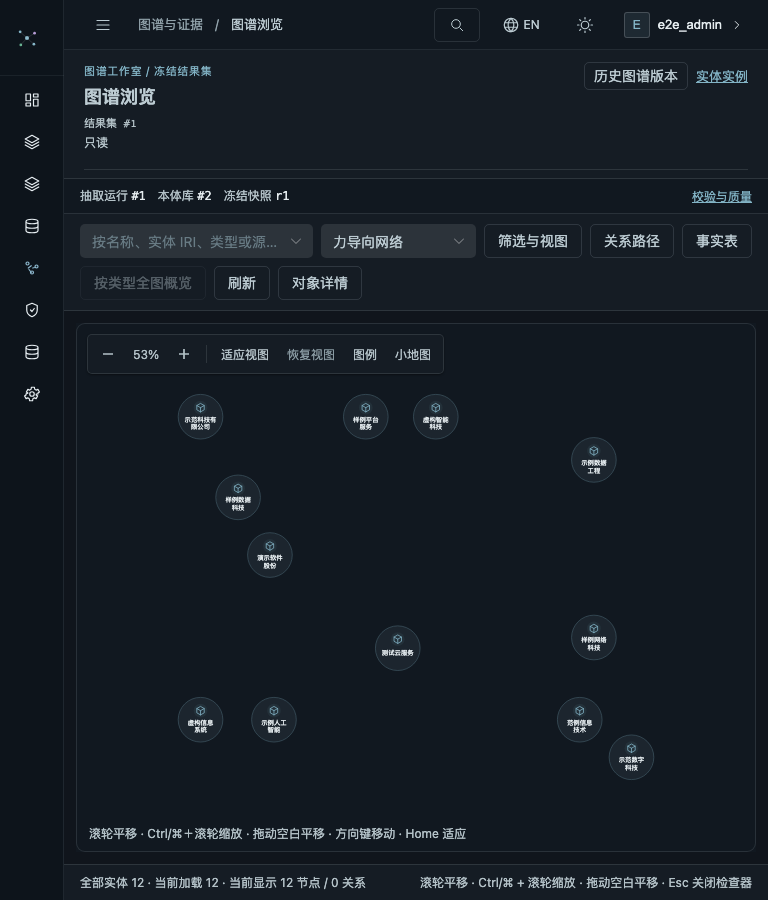 图谱与证据 / 图谱浏览
EN
E e2e_admin
图谱工作室 / 冻结结果集
图谱浏览
结果集 #1
只读
历史图谱版本 实体实例
抽取运行 #1 本体库 #2 冻结快照 r1
校验与质量
按名称、实体 IRI、类型或源... 力导向网络 筛选与视图 关系路径 事实表
按类型全图概览 刷新 对象详情
53% 适应视图 恢复视图 图例 小地图
示范科技有
限公司
样例平台
服务
虚构智能
科技
示例数据
工程
样例数据
科技
演示软件
股份
测试云服务
样例网络
科技
虚构信息
系统
示例人工
智能
范例信息
技术
示范数字
科技
滚轮平移 · Ctrl/⌘＋滚轮缩放 · 拖动空白平移 · 方向键移动 · Home 适应
全部实体 12 · 当前加载 12 · 当前显示 12 节点 / 0 关系
滚轮平移 · Ctrl/⌘ + 滚轮缩放 · 拖动空白平移 · Esc 关闭检查器